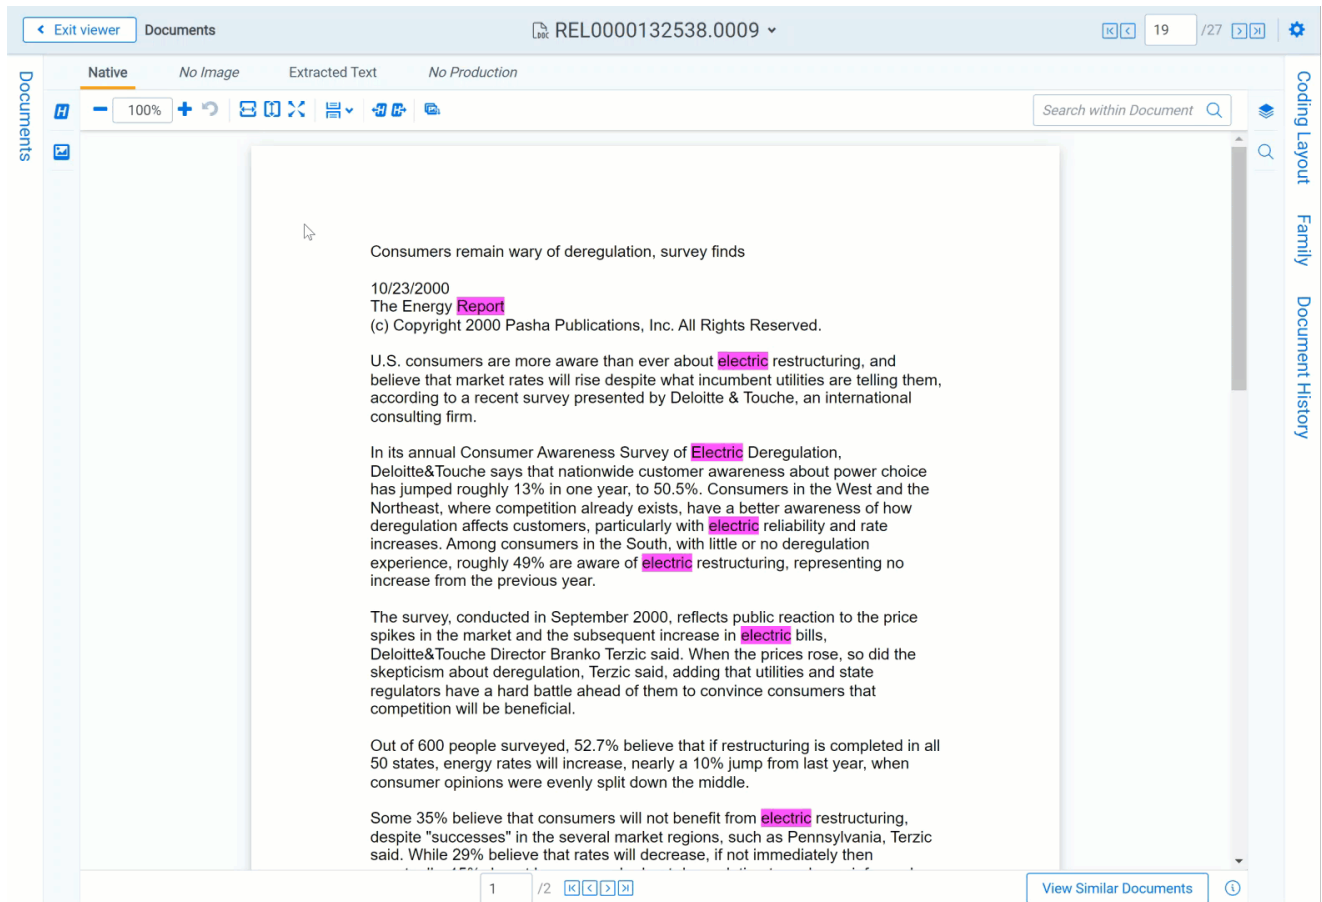 Exit viewer
Documents
REL0000132538.0009
19 /27
Documents
Native
No Image
Extracted Text
No Production
100%
Search within Document
Coding Layout
Family
Document History
Consumers remain wary of deregulation, survey finds
10/23/2000
The Energy Report
(c) Copyright 2000 Pasha Publications, Inc. All Rights Reserved.
U.S. consumers are more aware than ever about electric restructuring, and
believe that market rates will rise despite what incumbent utilities are telling them,
according to a recent survey presented by Deloitte & Touche, an international
consulting firm.
In its annual Consumer Awareness Survey of Electric Deregulation,
Deloitte&Touche says that nationwide customer awareness about power choice
has jumped roughly 13% in one year, to 50.5%. Consumers in the West and the
Northeast, where competition already exists, have a better awareness of how
deregulation affects customers, particularly with electric reliability and rate
increases. Among consumers in the South, with little or no deregulation
experience, roughly 49% are aware of electric restructuring, representing no
increase from the previous year.
The survey, conducted in September 2000, reflects public reaction to the price
spikes in the market and the subsequent increase in electric bills,
Deloitte&Touche Director Branko Terzic said. When the prices rose, so did the
skepticism about deregulation, Terzic said, adding that utilities and state
regulators have a hard battle ahead of them to convince consumers that
competition will be beneficial.
Out of 600 people surveyed, 52.7% believe that if restructuring is completed in all
50 states, energy rates will increase, nearly a 10% jump from last year, when
consumer opinions were evenly split down the middle.
Some 35% believe that consumers will not benefit from electric restructuring,
despite "successes" in the several market regions, such as Pennsylvania, Terzic
said. While 29% believe that rates will decrease, if not immediately then
1 /2
View Similar Documents